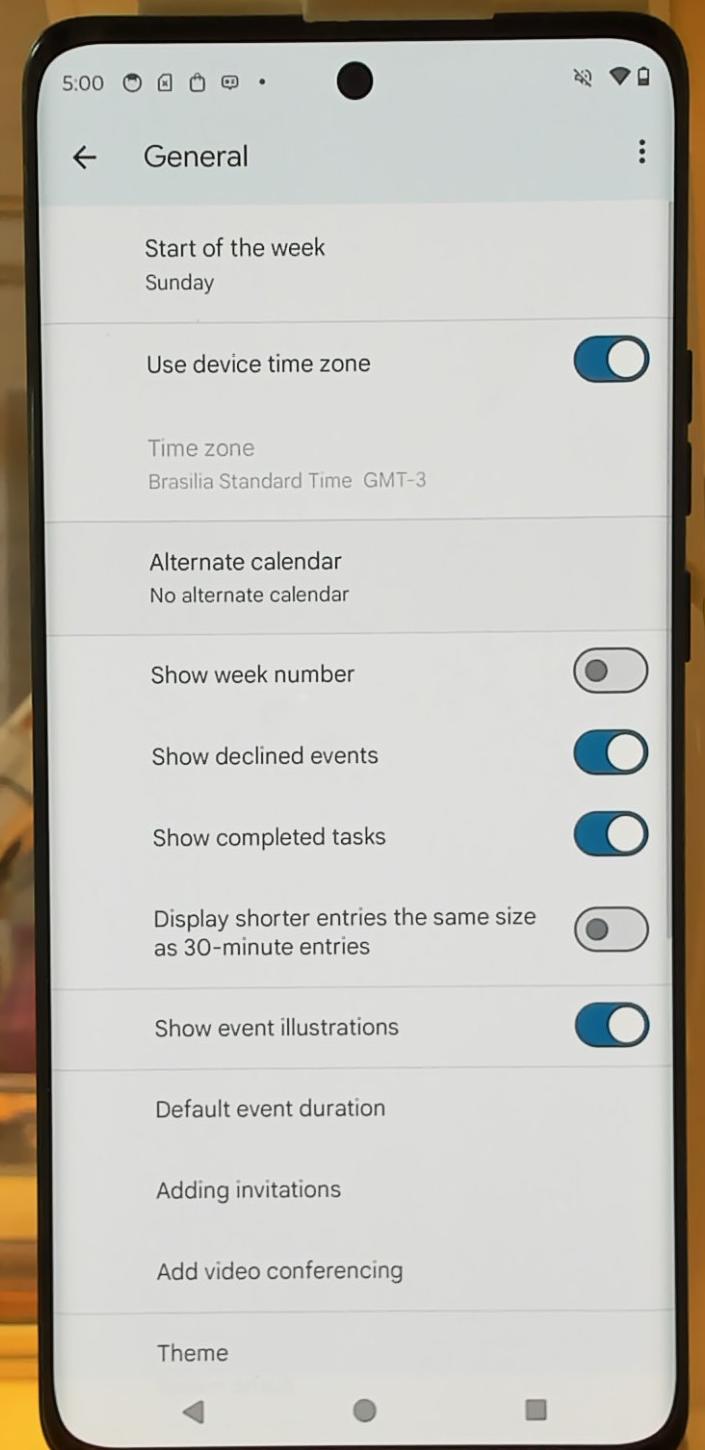 5:00
General
Start of the week
Sunday
Use device time zone
Time zone
Brasilia Standard Time GMT-3
Alternate calendar
No alternate calendar
Show week number
Show declined events
Show completed tasks
Display shorter entries the same size
as 30-minute entries
Show event illustrations
Default event duration
Adding invitations
Add video conferencing
Theme